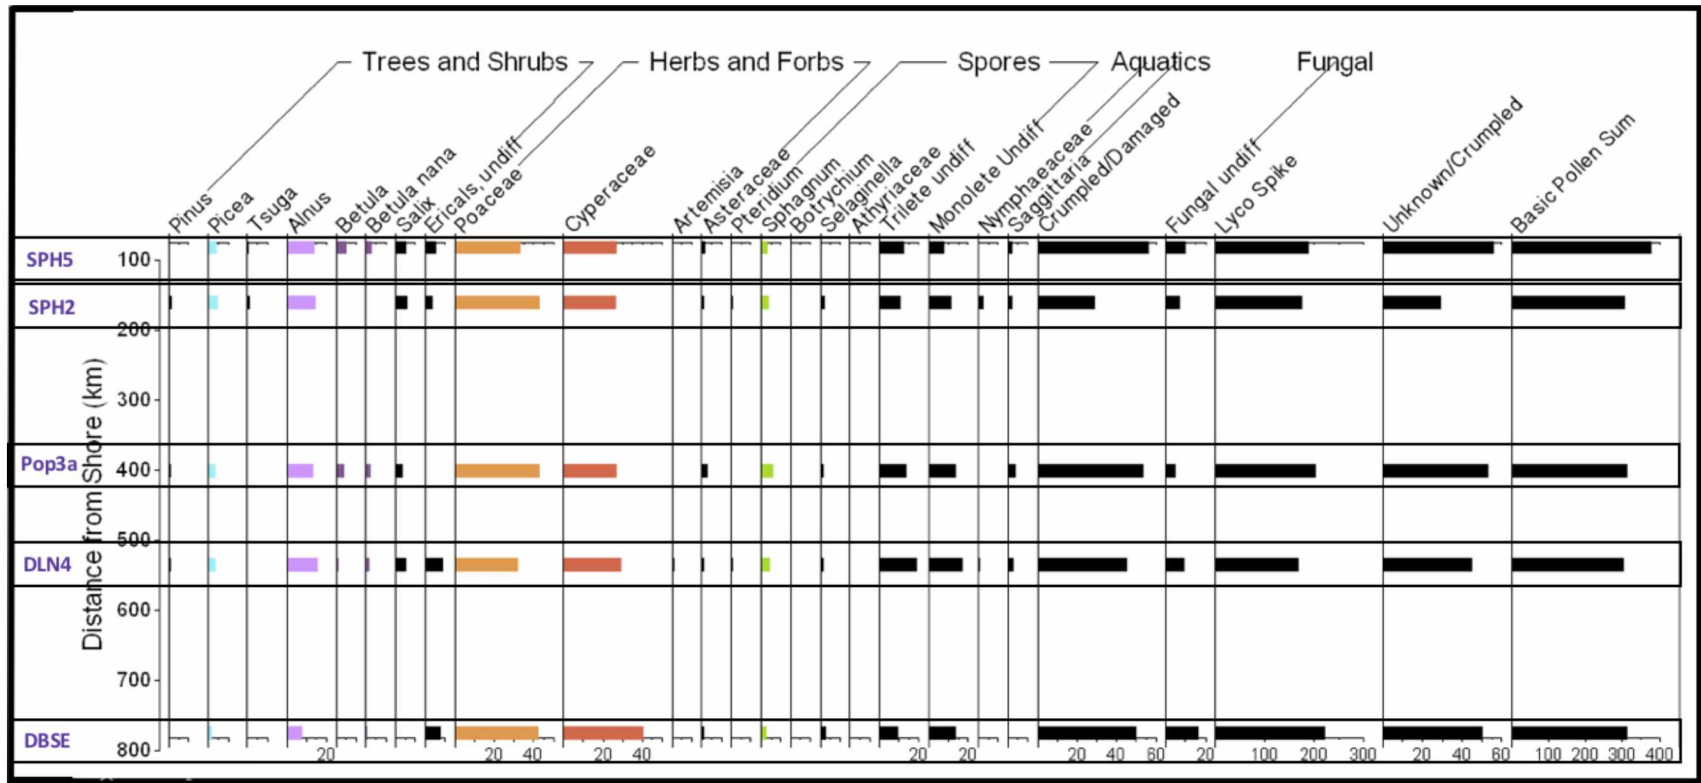 Trees and Shrubs
Herbs and Forbs
Spores
Aquatics
Fungal
Pinus
Picea
Tsuga
Alnus
Betula
Betula nana
Salix
Ericals, undiff
Poaceae
Cyperaceae
Artemisia
Asteraceae
Pteridium
Sphagnum
Botrychium
Selaginella
Athyriaceae
Trilete undiff
Monolete Undiff
Nymphaeaceae
Saggittaria
Crumpled/Damaged
Fungal undiff
Lyco Spike
Unknown/Crumpled
Basic Pollen Sum
SPH5
100
SPH2
200
300
Pop3a
400
500
DLN4
600
700
DBSE
800
Distance from Shore (km)
20 20 40 20 40 20 20 20 40 60 20 100 200 300 20 40 60 100 200 300 400